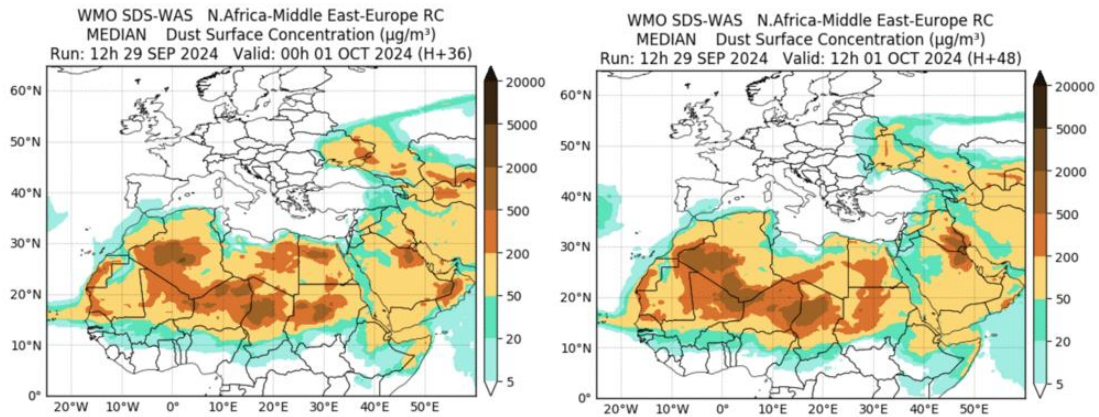 WMO SDS-WAS N.Africa-Middle East-Europe RC
MEDIAN Dust Surface Concentration (µg/m³)
Run: 12h 29 SEP 2024 Valid: 00h 01 OCT 2024 (H+36)
60°N
50°N
40°N
30°N
20°N
10°N
0°
20°W
10°W
0°
10°E
20°E
30°E
40°E
50°E
20000
5000
2000
500
200
50
20
5
WMO SDS-WAS N.Africa-Middle East-Europe RC
MEDIAN Dust Surface Concentration (µg/m³)
Run: 12h 29 SEP 2024 Valid: 12h 01 OCT 2024 (H+48)
60°N
50°N
40°N
30°N
20°N
10°N
0°
20°W
10°W
0°
10°E
20°E
30°E
40°E
50°E
20000
5000
2000
500
200
50
20
5